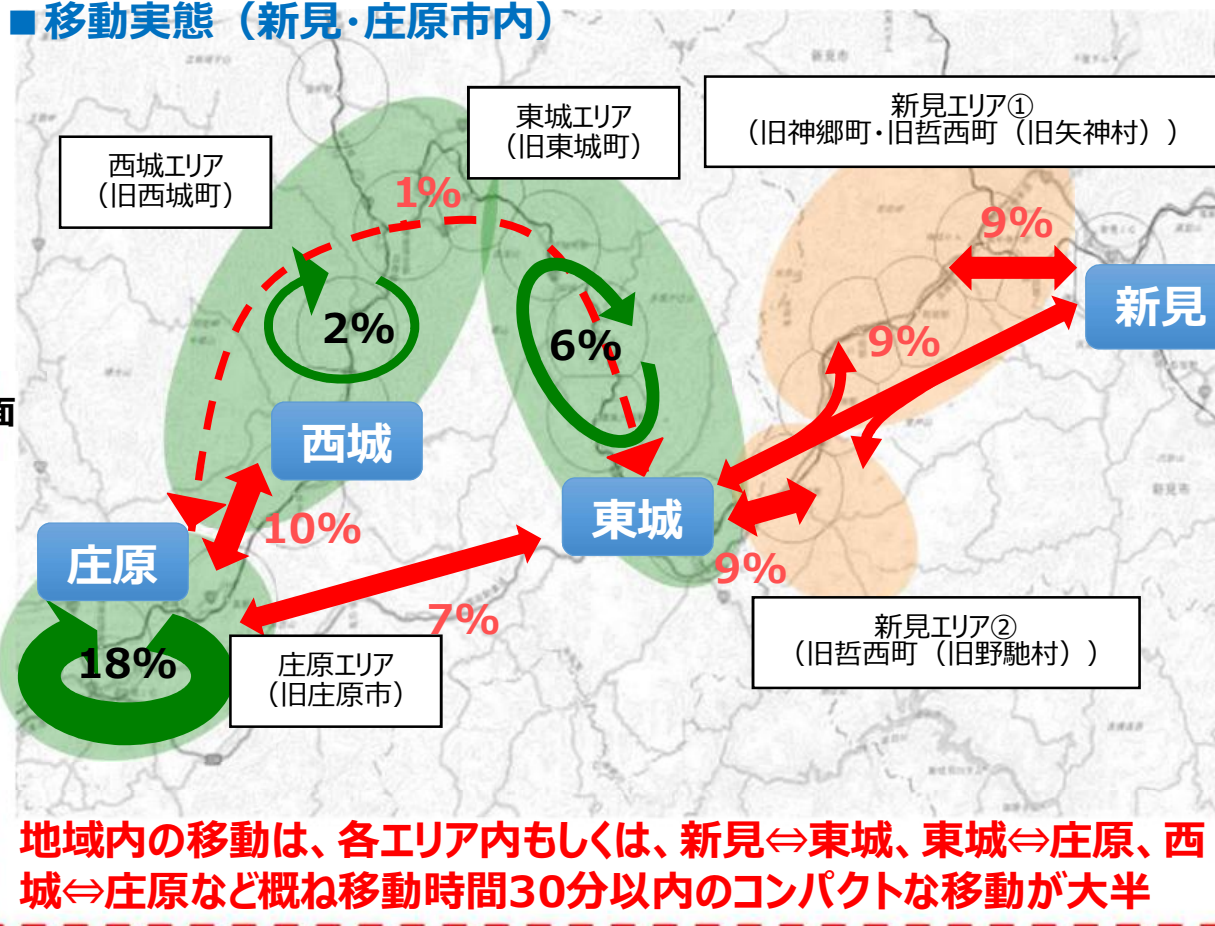 ■移動実態（新見・庄原市内）
東城エリア
（旧東城町）
新見エリア①
（旧神郷町・旧哲西町（旧矢神村））
西城エリア
（旧西城町）
1%
9%
新見
2%
6%
9%
面
西城
東城
10%
庄原
9%
7%
18%
庄原エリア
（旧庄原市）
新見エリア②
（旧哲西町（旧野馳村））
地域内の移動は、各エリア内もしくは、新見⇔東城、東城⇔庄原、西
城⇔庄原など概ね移動時間30分以内のコンパクトな移動が大半